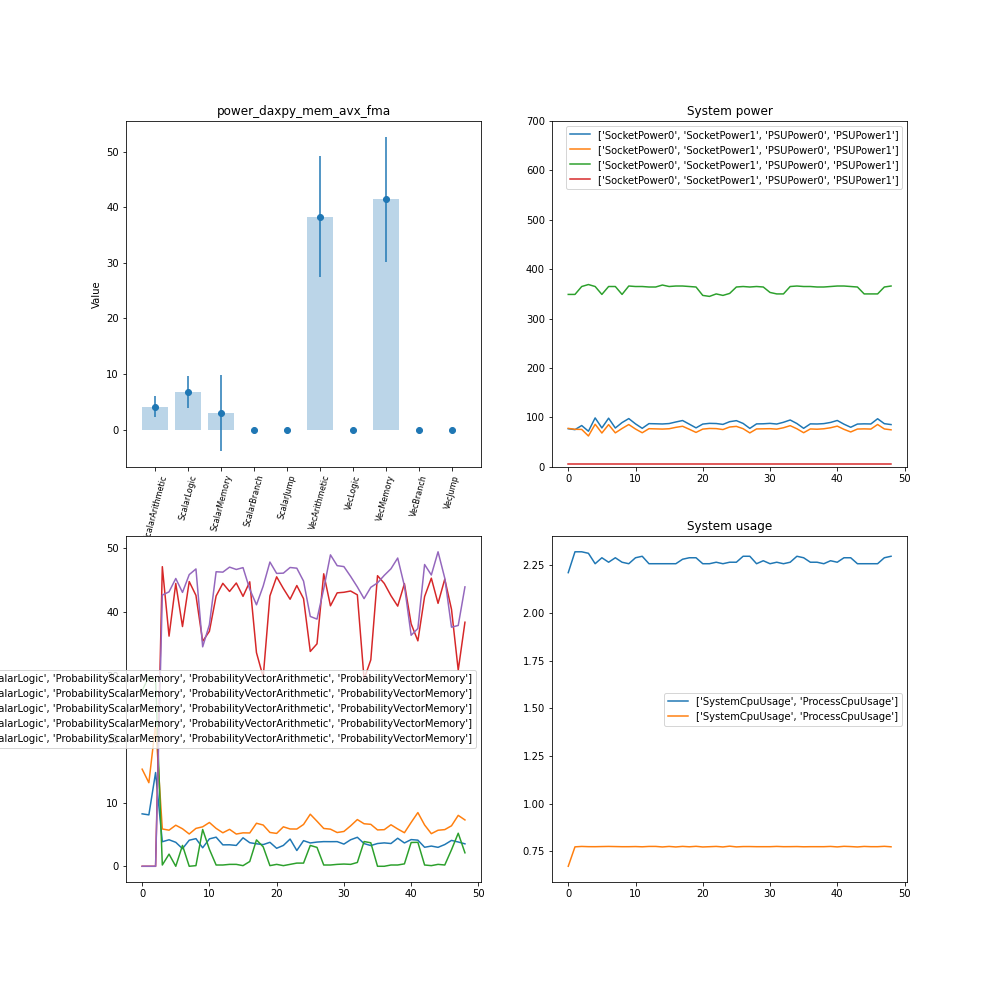 power_daxpy_mem_avx_fma
Value
50
40
30
20
10
0
calarArithmetic
ScalarLogic
ScalarMemory
ScalarBranch
ScalarJump
VecArithmetic
VecLogic
VecMemory
VecBranch
VecJump
System power
['SocketPower0', 'SocketPower1', 'PSUPower0', 'PSUPower1']
['SocketPower0', 'SocketPower1', 'PSUPower0', 'PSUPower1']
['SocketPower0', 'SocketPower1', 'PSUPower0', 'PSUPower1']
['SocketPower0', 'SocketPower1', 'PSUPower0', 'PSUPower1']
700
600
500
400
300
200
100
0
0 10 20 30 40 50
50
40
alarLogic', 'ProbabilityScalarMemory', 'ProbabilityVectorArithmetic', 'ProbabilityVectorMemory']
alarLogic', 'ProbabilityScalarMemory', 'ProbabilityVectorArithmetic', 'ProbabilityVectorMemory']
alarLogic', 'ProbabilityScalarMemory', 'ProbabilityVectorArithmetic', 'ProbabilityVectorMemory']
alarLogic', 'ProbabilityScalarMemory', 'ProbabilityVectorArithmetic', 'ProbabilityVectorMemory']
alarLogic', 'ProbabilityScalarMemory', 'ProbabilityVectorArithmetic', 'ProbabilityVectorMemory']
10
0
0 10 20 30 40 50
System usage
2.25
2.00
1.75
1.50
1.25
1.00
0.75
['SystemCpuUsage', 'ProcessCpuUsage']
['SystemCpuUsage', 'ProcessCpuUsage']
0 10 20 30 40 50